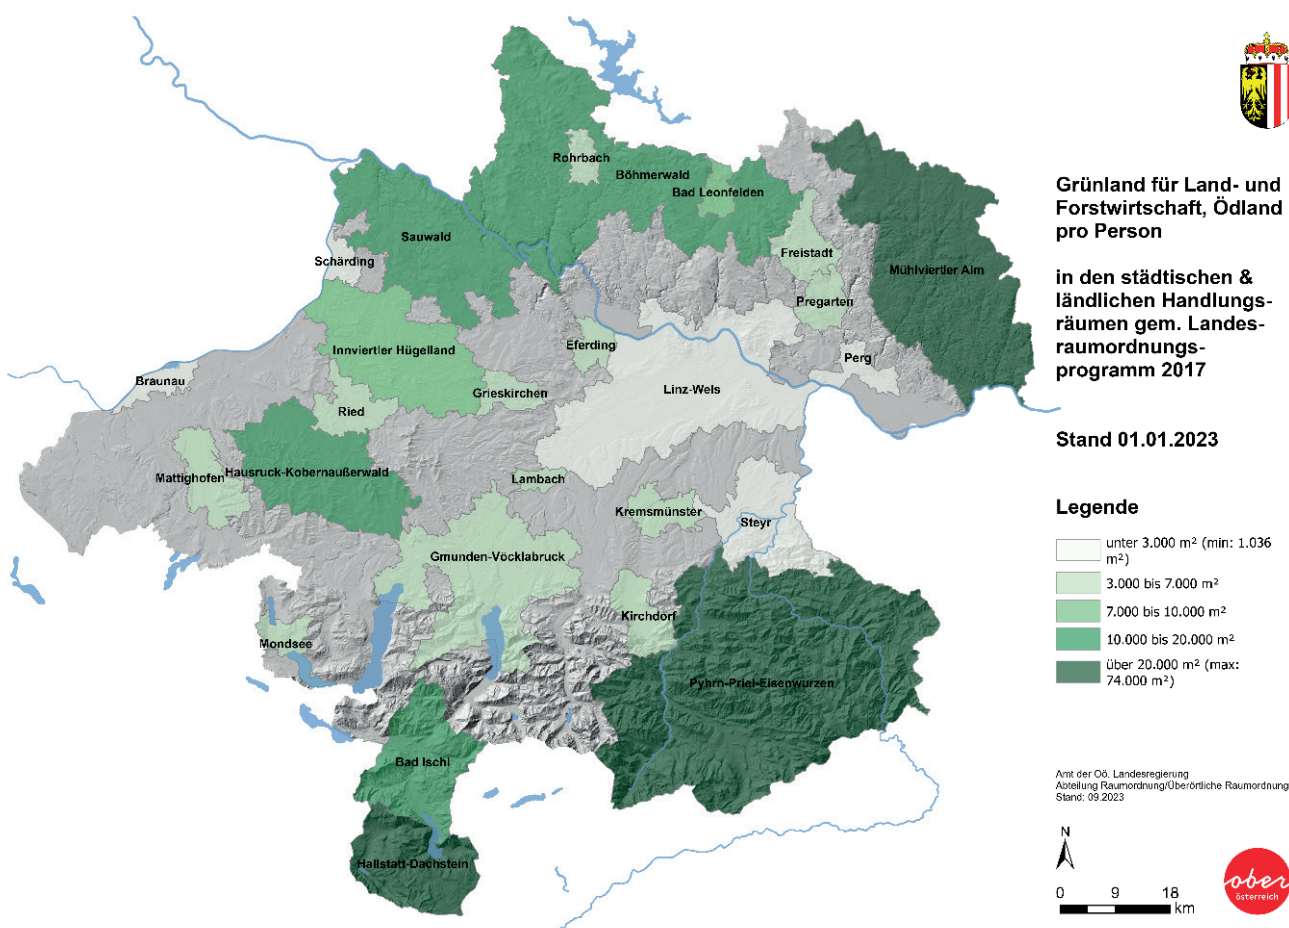 Grünland für Land- und
Forstwirtschaft, Ödland
pro Person
in den städtischen &
ländlichen Handlungs-
räumen gem. Landes-
raumordnungs-
programm 2017
Stand 01.01.2023
Legende
unter 3.000 m² (min: 1.036
m²)
3.000 bis 7.000 m²
7.000 bis 10.000 m²
10.000 bis 20.000 m²
über 20.000 m² (max:
74.000 m²)
Amt der Oö. Landesregierung
Abteilung Raumordnung/Überörtliche Raumordnung
Stand: 09.2023
N
0 9 18
km
ober
österreich
Rohrbach
Böhmerwald
Bad Leonfelden
Sauwald
Freistadt
Schärding
Mühlviertler Alm
Pregarten
Eferding
Innviertler Hügelland
Perg
Braunau
Grieskirchen
Linz-Wels
Ried
Mattighofen
Hausruck-Kobernaußerwald
Lambach
Kremsmünster
Steyr
Gmunden-Vöcklabruck
Kirchdorf
Mondsee
Pyhrn-Priel-Eisenwurzen
Bad Ischl
Hallstatt-Dachstein